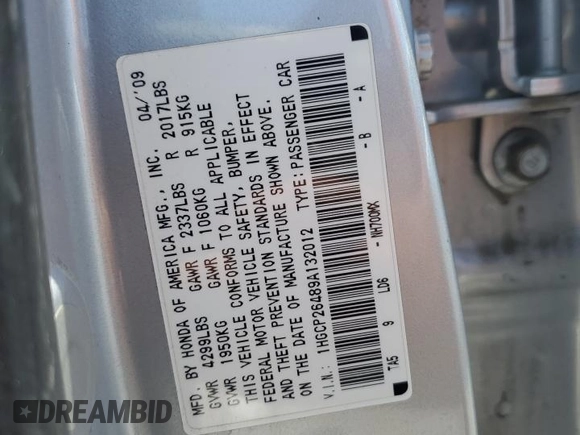 MFD. BY HONDA OF AMERICA MFG., INC. 04/'09
GVWR 4299LBS GAWR F 2337LBS R 2017LBS
GVWR 1950KG GAWR F 1060KG R 915KG
THIS VEHICLE CONFORMS TO ALL APPLICABLE
FEDERAL MOTOR VEHICLE SAFETY, BUMPER,
AND THEFT PREVENTION STANDARDS IN EFFECT
ON THE DATE OF MANUFACTURE SHOWN ABOVE.
V.I.N.: 1HGCP26489A132012 TYPE: PASSENGER CAR
TA5 9 LD6 - NH700MX - B - A
DREAMBID